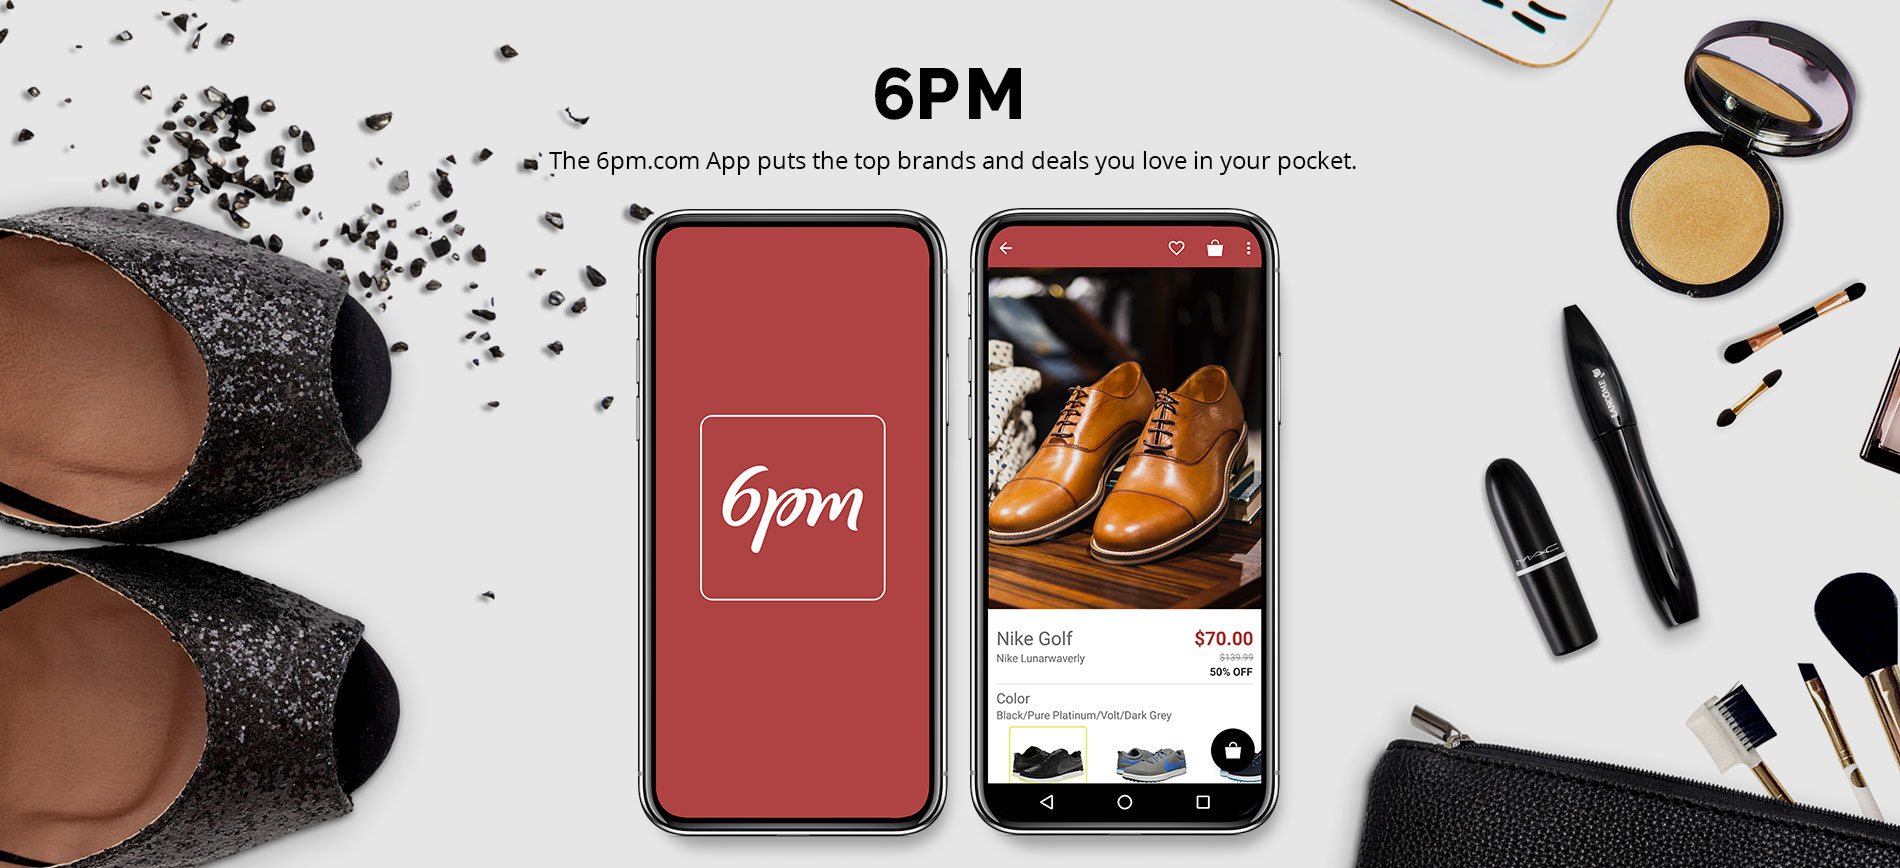 6PM
The 6pm.com App puts the top brands and deals you love in your pocket.
6pm
Nike Golf
$70.00
Nike Lunarwaverly
$139.99
50% OFF
Color
Black/Pure Platinum/Volt/Dark Grey
LANCOME
MAC